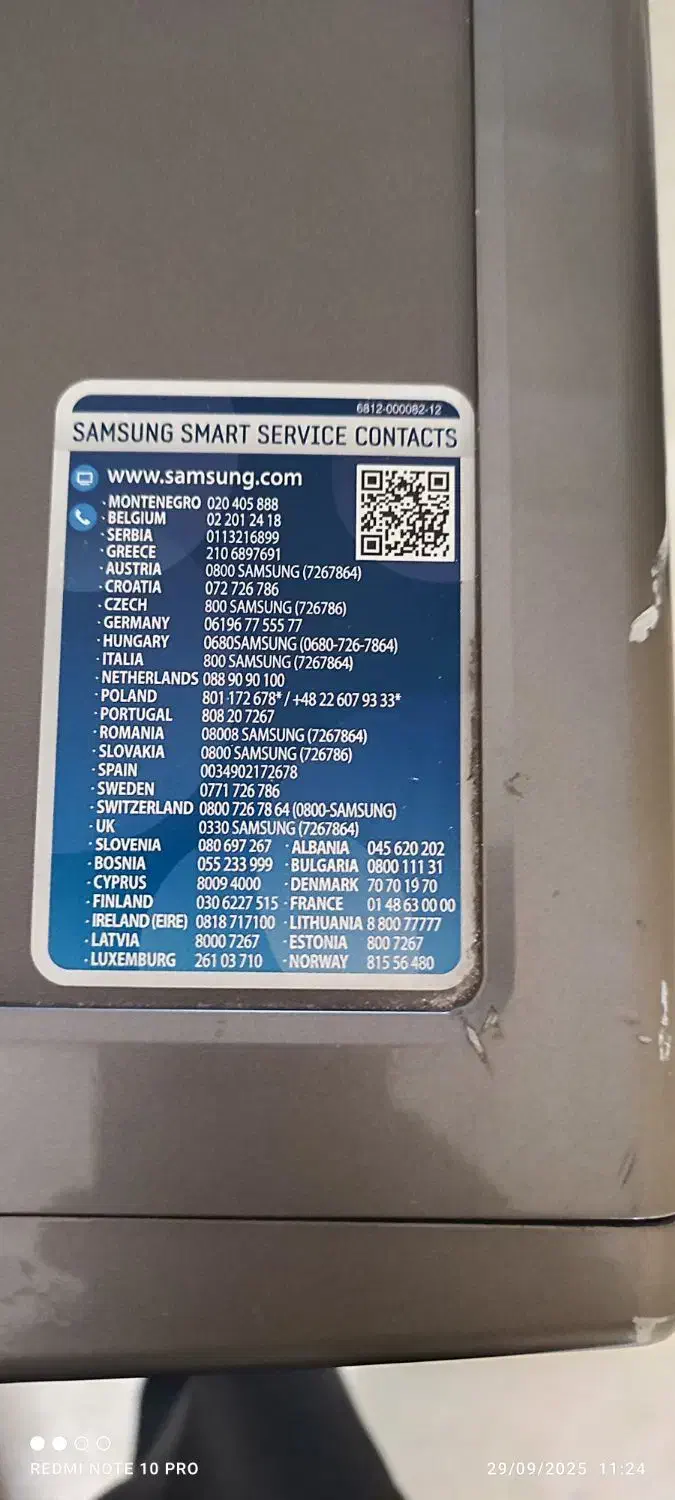 6812-000082-12
SAMSUNG SMART SERVICE CONTACTS
www.samsung.com
· MONTENEGRO 020 405 888
· BELGIUM 02 201 24 18
· SERBIA 0113216899
· GREECE 210 6897691
· AUSTRIA 0800 SAMSUNG (7267864)
· CROATIA 072 726 786
· CZECH 800 SAMSUNG (726786)
· GERMANY 06196 77 555 77
· HUNGARY 0680SAMSUNG (0680-726-7864)
· ITALIA 800 SAMSUNG (7267864)
· NETHERLANDS 088 90 90 100
· POLAND 801 172 678* / +48 22 607 93 33*
· PORTUGAL 808 20 7267
· ROMANIA 08008 SAMSUNG (7267864)
· SLOVAKIA 0800 SAMSUNG (726786)
· SPAIN 0034902172678
· SWEDEN 0771 726 786
· SWITZERLAND 0800 726 78 64 (0800-SAMSUNG)
· UK 0330 SAMSUNG (7267864)
· SLOVENIA 080 697 267 · ALBANIA 045 620 202
· BOSNIA 055 233 999 · BULGARIA 0800 111 31
· CYPRUS 8009 4000 · DENMARK 70 70 19 70
· FINLAND 030 6227 515 · FRANCE 01 48 63 00 00
· IRELAND (EIRE) 0818 717100 · LITHUANIA 8 800 77777
· LATVIA 8000 7267 · ESTONIA 800 7267
· LUXEMBURG 261 03 710 · NORWAY 815 56 480
REDMI NOTE 10 PRO 29/09/2025 11:24